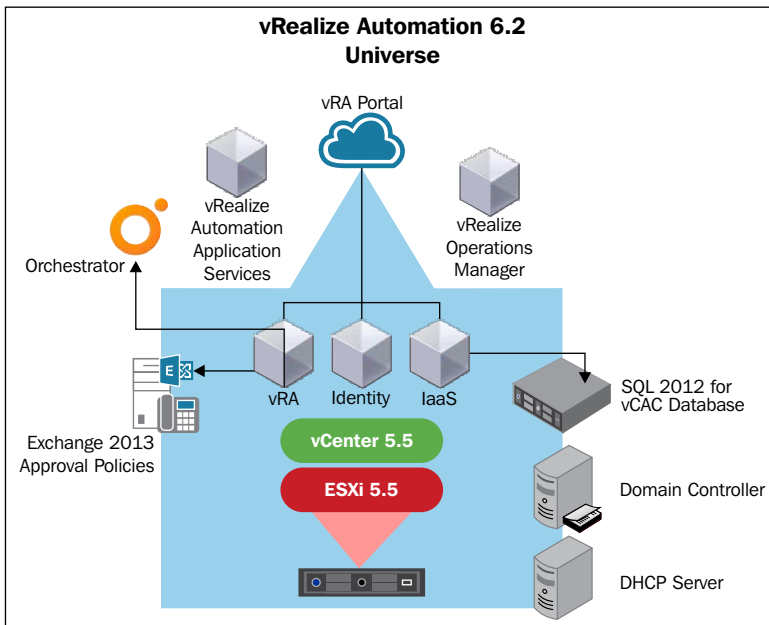 vRealize Automation 6.2
Universe
vRA Portal
vRealize
Automation
Application
Services
vRealize
Operations
Manager
Orchestrator
vRA
Identity
IaaS
E
Exchange 2013
Approval Policies
SQL 2012 for
vCAC Database
vCenter 5.5
ESXi 5.5
Domain Controller
DHCP Server